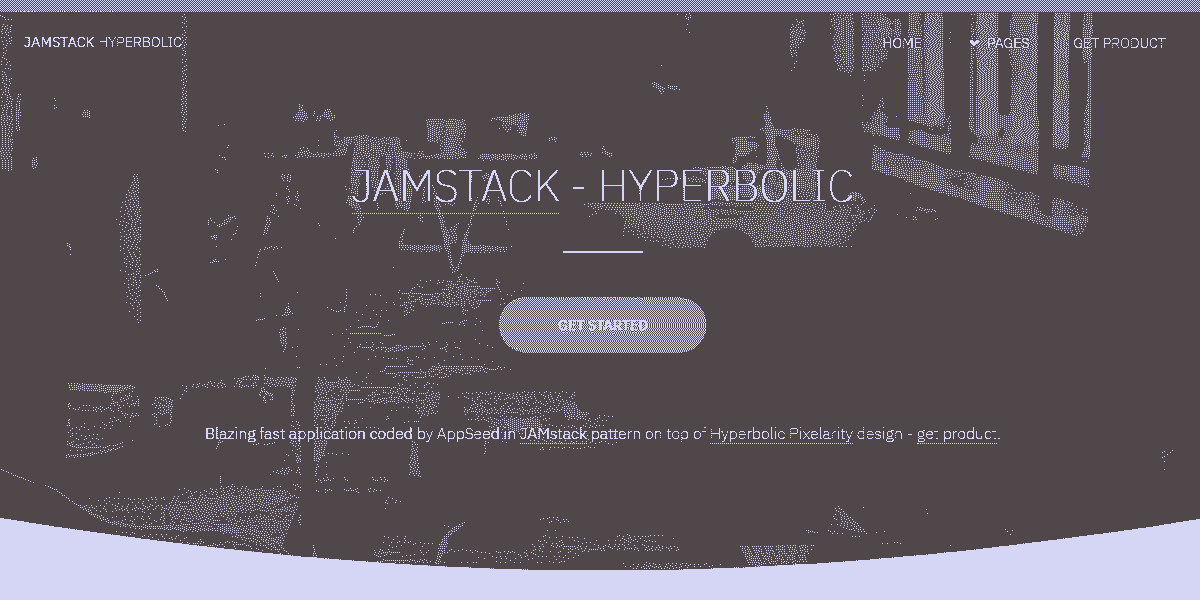 JAMSTACK HYPERBOLIC
HOME PAGES GET PRODUCT
JAMSTACK - HYPERBOLIC
GET STARTED
Blazing fast application coded by AppSeed in JAMstack pattern on top of Hyperbolic Pixelarity design - get product.